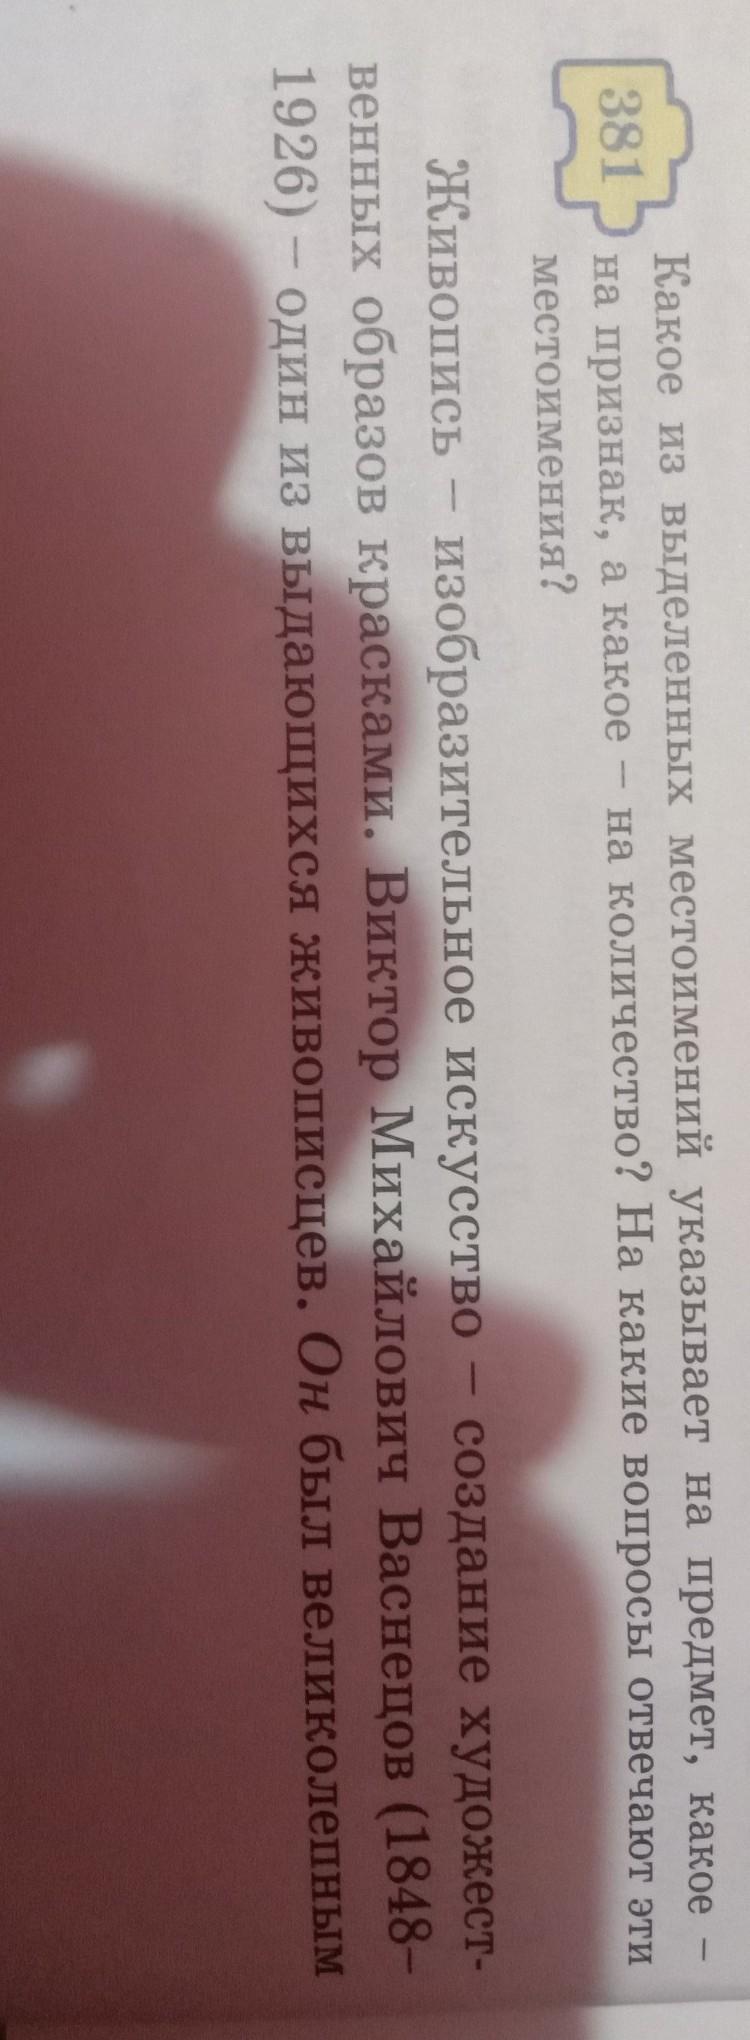 381
Какое из выделенных местоимений указывает на предмет, какое –
на признак, а какое – на количество? На какие вопросы отвечают эти
местоимения?
Живопись – изобразительное искусство – создание художест-
венных образов красками. Виктор Михайлович Васнецов (1848–
1926) – один из выдающихся живописцев. Он был великолепным